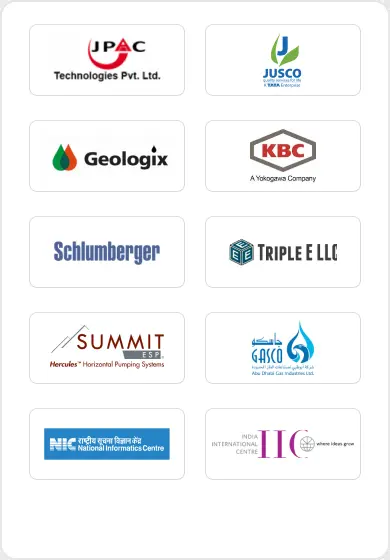 JPAC
Technologies Pvt. Ltd.
J
JUSCO
quality services for life
A TATA Enterprise
Geologix
KBC
A Yokogawa Company
Schlumberger
EEE TRIPLE E LLC
SUMMIT
ESP
Hercules™ Horizontal Pumping Systems
جاسكو
GASCO
Abu Dhabi Gas Industries Ltd.
NIC राष्ट्रीय सूचना विज्ञान केंद्र
National Informatics Centre
INDIA
INTERNATIONAL
CENTRE
IIC
where ideas grow